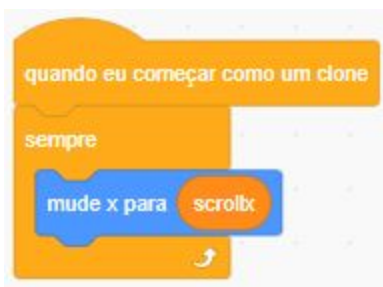 quando eu começar como um clone
sempre
mude x para scrollx